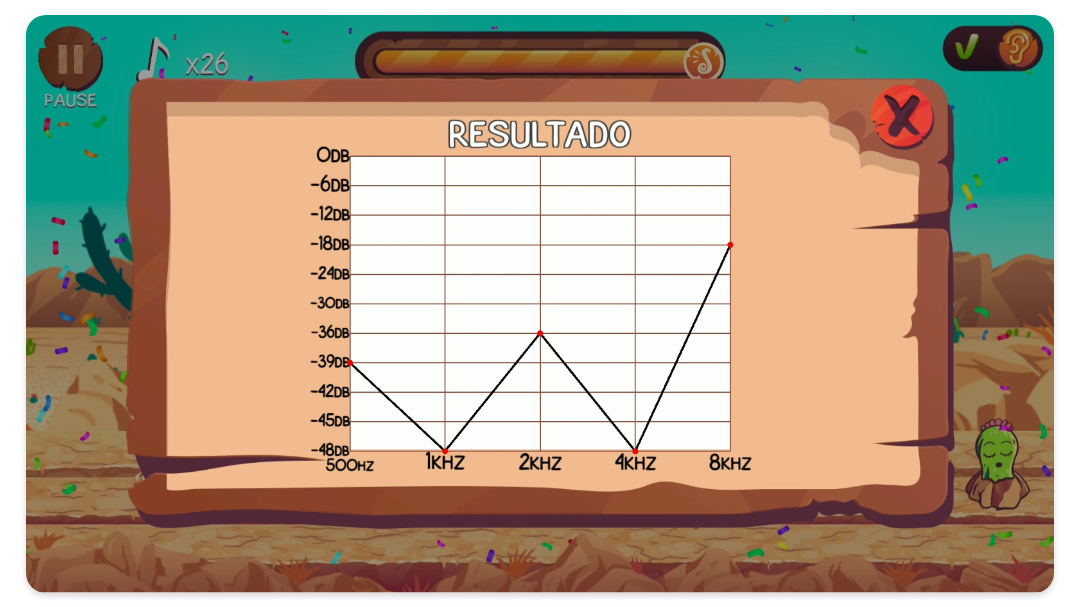 x26
PAUSE
RESULTADO
0DB
-6DB
-12DB
-18DB
-24DB
-30DB
-36DB
-39DB
-42DB
-45DB
-48DB
500HZ 1KHZ 2KHZ 4KHZ 8KHZ